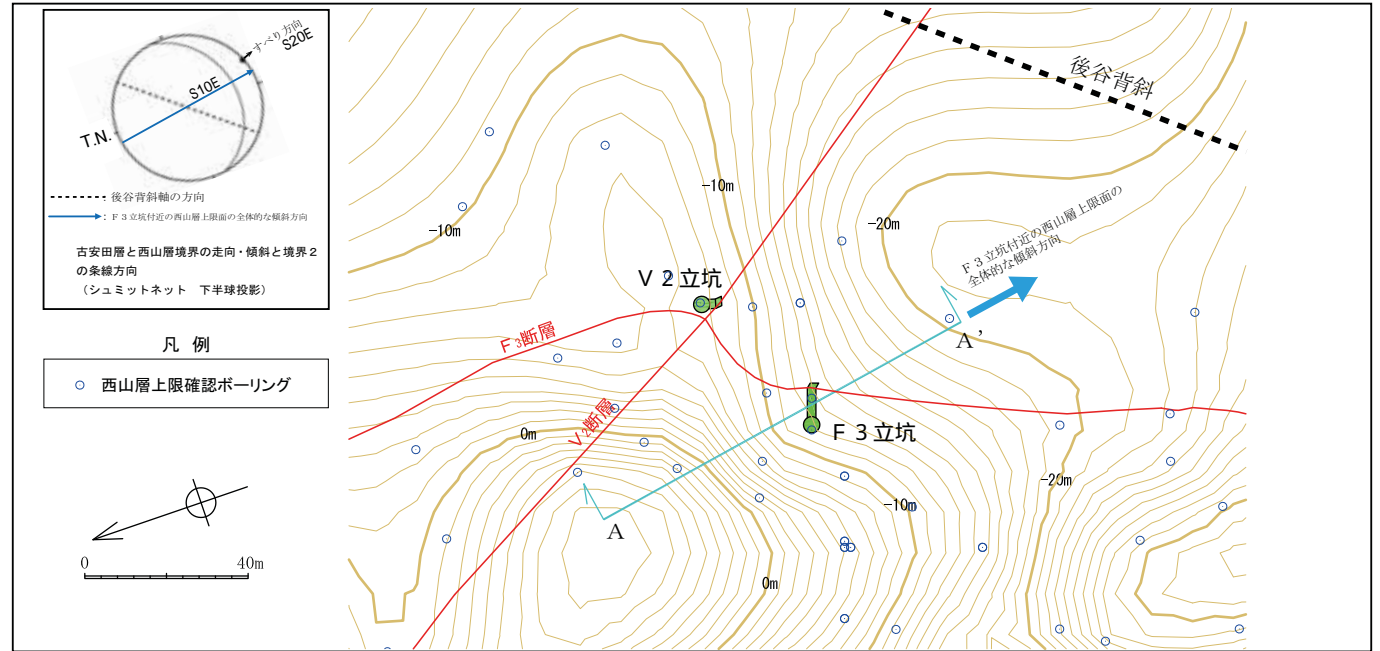 すべり方向
S20E
S10E
T.N.
後谷背斜軸の方向
：Ｆ３立坑付近の西山層上限面の全体的な傾斜方向
古安田層と西山層境界の走向・傾斜と境界２
の条線方向
（シュミットネット　下半球投影）
凡 例
西山層上限確認ボーリング
0
40m
後谷背斜
-10m
-10m
-20m
Ｆ３立坑付近の西山層上限面の
全体的な傾斜方向
Ｖ２立坑
F₃断層
A’
V₂断層
0m
Ｆ３立坑
-20m
-10m
A
0m